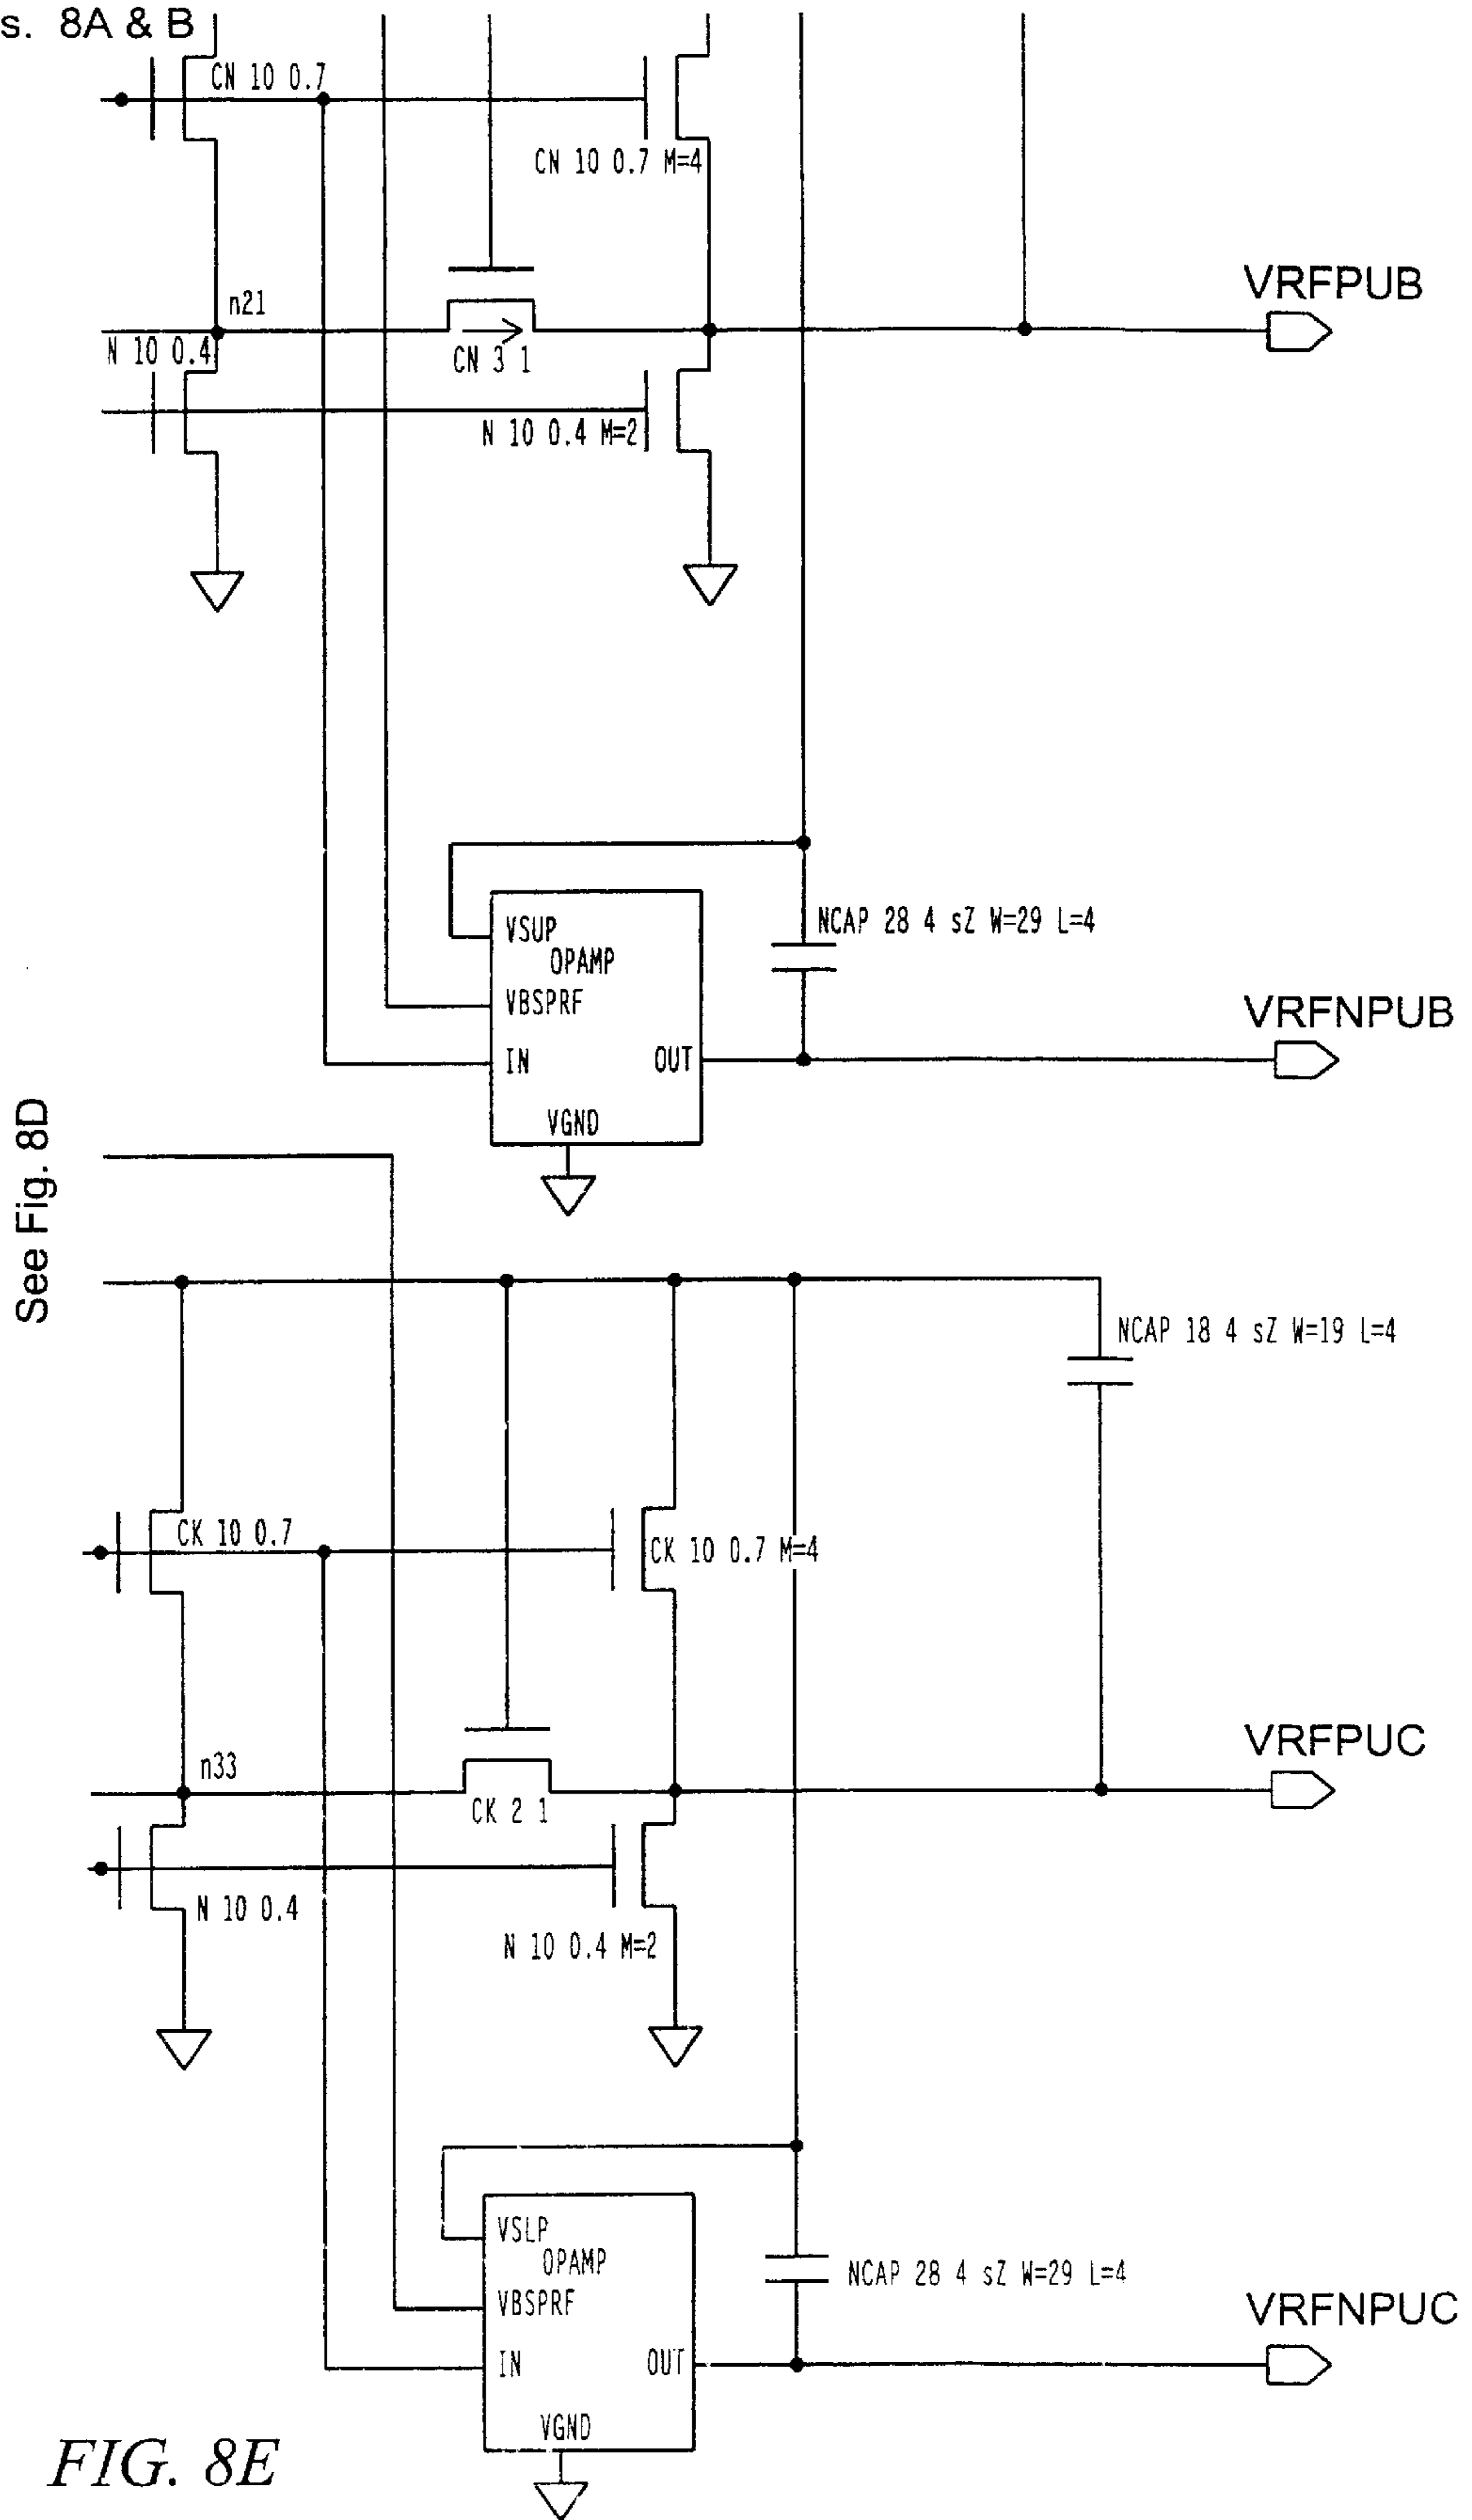 s. 8A & B
CN 10 0.7
CN 10 0.7 M=4
n21
VRFPUB
N 10 0.4
CN 3 1
N 10 0.4 M=2
NCAP 28 4 sZ W=29 L=4
VSUP
OPAMP
VBSPRF
VRFNPUB
IN
OUT
VGND
See Fig. 8D
NCAP 18 4 sZ W=19 L=4
CK 10 0.7
CK 10 0.7 M=4
VRFPUC
n33
CK 2 1
N 10 0.4
N 10 0.4 M=2
VSLP
OPAMP
NCAP 28 4 sZ W=29 L=4
VBSPRF
VRFNPUC
IN
OUT
VGND
FIG. 8E